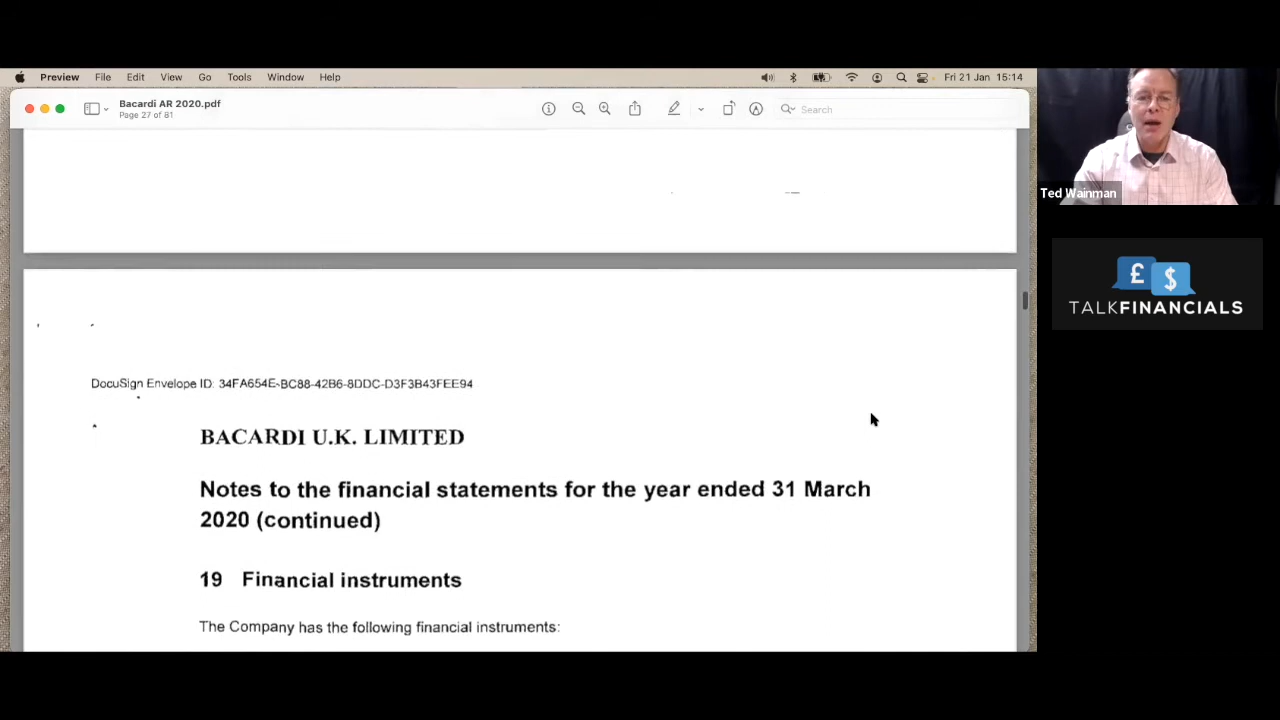 Preview File Edit View Go Tools Window Help Fri 21 Jan 15:14
Bacardi AR 2020.pdf
Page 27 of 81
Search
Ted Wainman
£ $
TALKFINANCIALS
DocuSign Envelope ID: 34FA654E-BC88-42B6-8DDC-D3F3B43FEE94
BACARDI U.K. LIMITED
Notes to the financial statements for the year ended 31 March
2020 (continued)
19 Financial instruments
The Company has the following financial instruments: